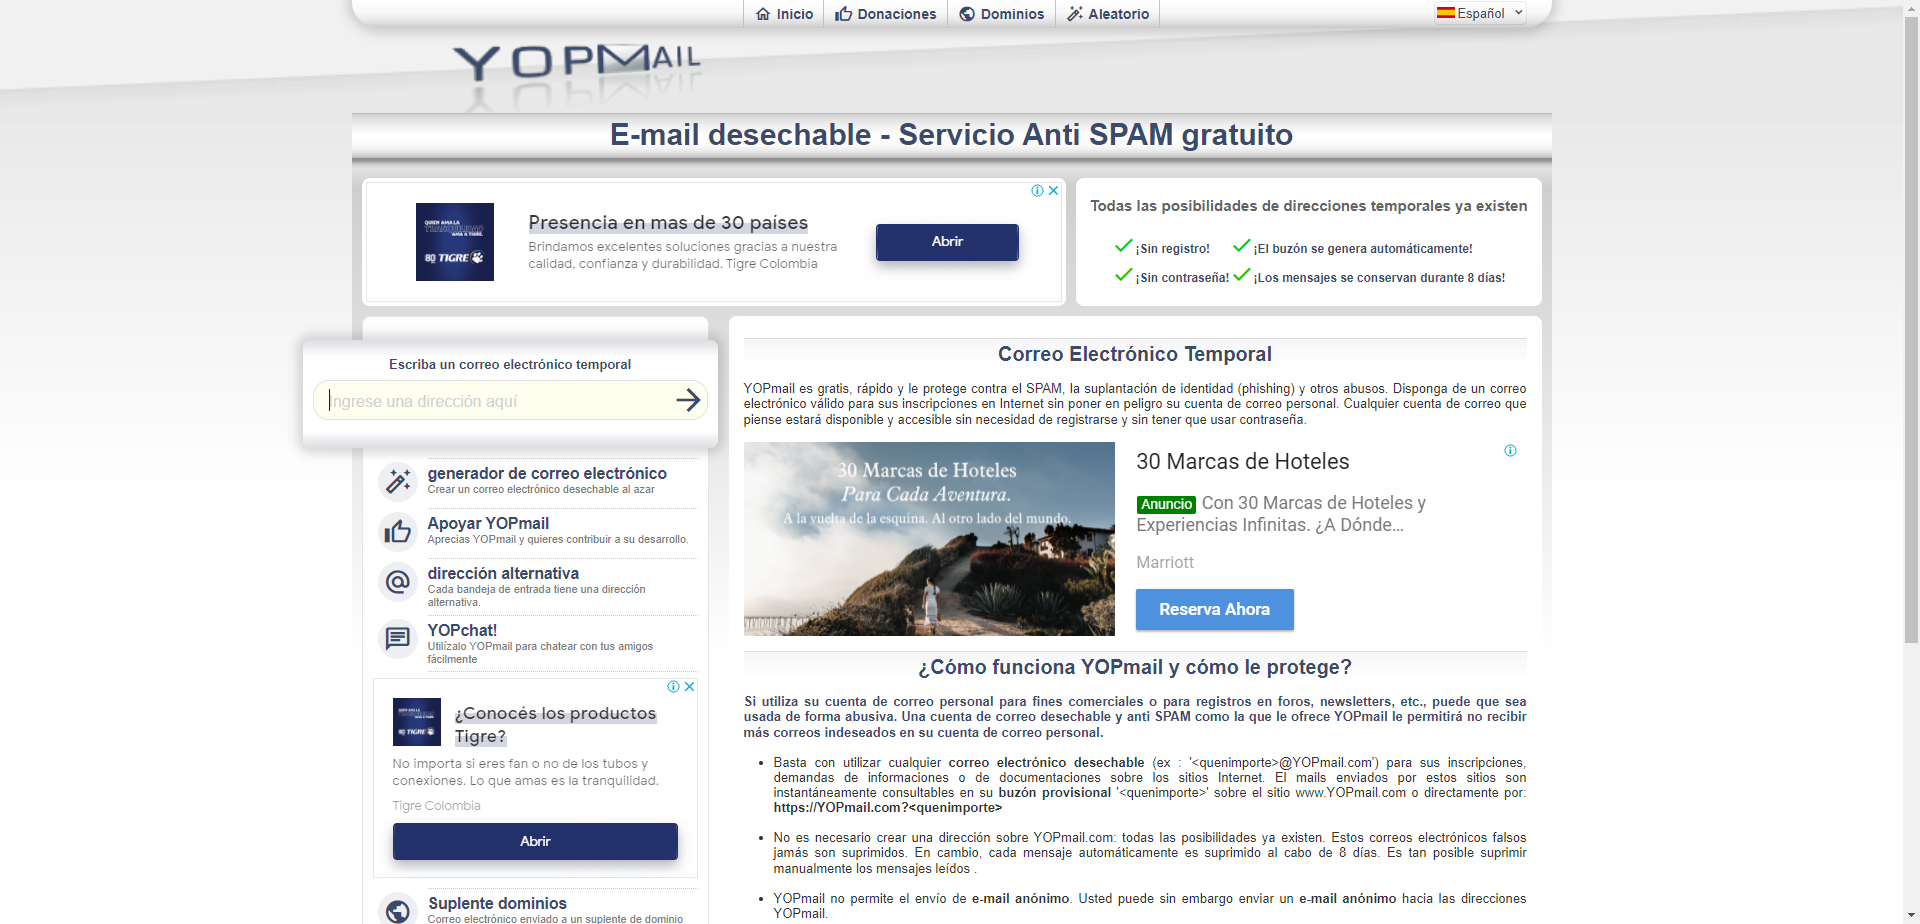 Inicio
Donaciones
Dominios
Aleatorio
Español
YOPMAIL
E-mail desechable - Servicio Anti SPAM gratuito
Presencia en mas de 30 países
Brindamos excelentes soluciones gracias a nuestra
calidad, confianza y durabilidad. Tigre Colombia
Abrir
QUIEN AMA LA
TRANQUILIDAD
AMA A TIGRE.
80 TIGRE
Todas las posibilidades de direcciones temporales ya existen
¡Sin registro!
¡El buzón se genera automáticamente!
¡Sin contraseña!
¡Los mensajes se conservan durante 8 días!
Escriba un correo electrónico temporal
Ingrese una dirección aquí
generador de correo electrónico
Crear un correo electrónico desechable al azar
Apoyar YOPmail
Aprecias YOPmail y quieres contribuir a su desarrollo.
dirección alternativa
Cada bandeja de entrada tiene una dirección
alternativa.
YOPchat!
Utilízalo YOPmail para chatear con tus amigos
fácilmente
¿Conocés los productos
Tigre?
No importa si eres fan o no de los tubos y
conexiones. Lo que amas es la tranquilidad.
Tigre Colombia
Abrir
80 TIGRE
Suplente dominios
Correo electrónico enviado a un suplente de dominio
Correo Electrónico Temporal
YOPmail es gratis, rápido y le protege contra el SPAM, la suplantación de identidad (phishing) y otros abusos. Disponga de un correo
electrónico válido para sus inscripciones en Internet sin poner en peligro su cuenta de correo personal. Cualquier cuenta de correo que
piense estará disponible y accesible sin necesidad de registrarse y sin tener que usar contraseña.
30 Marcas de Hoteles
Para Cada Aventura.
A la vuelta de la esquina. Al otro lado del mundo.
30 Marcas de Hoteles
Anuncio Con 30 Marcas de Hoteles y
Experiencias Infinitas. ¿A Dónde...
Marriott
Reserva Ahora
¿Cómo funciona YOPmail y cómo le protege?
Si utiliza su cuenta de correo personal para fines comerciales o para registros en foros, newsletters, etc., puede que sea
usada de forma abusiva. Una cuenta de correo desechable y anti SPAM como la que le ofrece YOPmail le permitirá no recibir
más correos indeseados en su cuenta de correo personal.
• Basta con utilizar cualquier correo electrónico desechable (ex : '<quenimporte>@YOPmail.com') para sus inscripciones,
demandas de informaciones o de documentaciones sobre los sitios Internet. El mails enviados por estos sitios son
instantáneamente consultables en su buzón provisional '<quenimporte>' sobre el sitio www.YOPmail.com o directamente por:
https://YOPmail.com?<quenimporte>
• No es necesario crear una dirección sobre YOPmail.com: todas las posibilidades ya existen. Estos correos electrónicos falsos
jamás son suprimidos. En cambio, cada mensaje automáticamente es suprimido al cabo de 8 días. Es tan posible suprimir
manualmente los mensajes leídos .
• YOPmail no permite el envío de e-mail anónimo. Usted puede sin embargo enviar un e-mail anónimo hacia las direcciones
YOPmail.